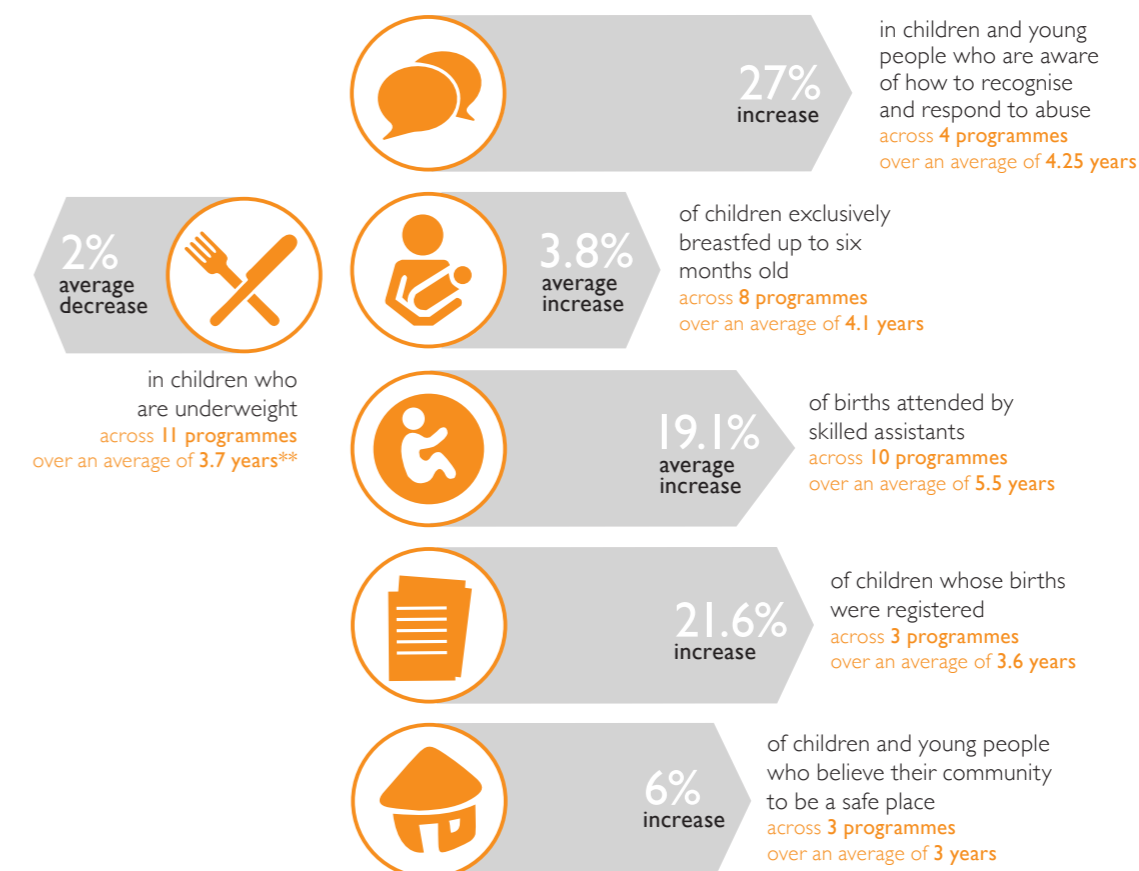 27%
increase
in children and young
people who are aware
of how to recognise
and respond to abuse
across 4 programmes
over an average of 4.25 years
2%
average
decrease
in children who
are underweight
across 11 programmes
over an average of 3.7 years**
3.8%
average
increase
of children exclusively
breastfed up to six
months old
across 8 programmes
over an average of 4.1 years
19.1%
average
increase
of births attended by
skilled assistants
across 10 programmes
over an average of 5.5 years
21.6%
increase
of children whose births
were registered
across 3 programmes
over an average of 3.6 years
6%
increase
of children and young people
who believe their community
to be a safe place
across 3 programmes
over an average of 3 years